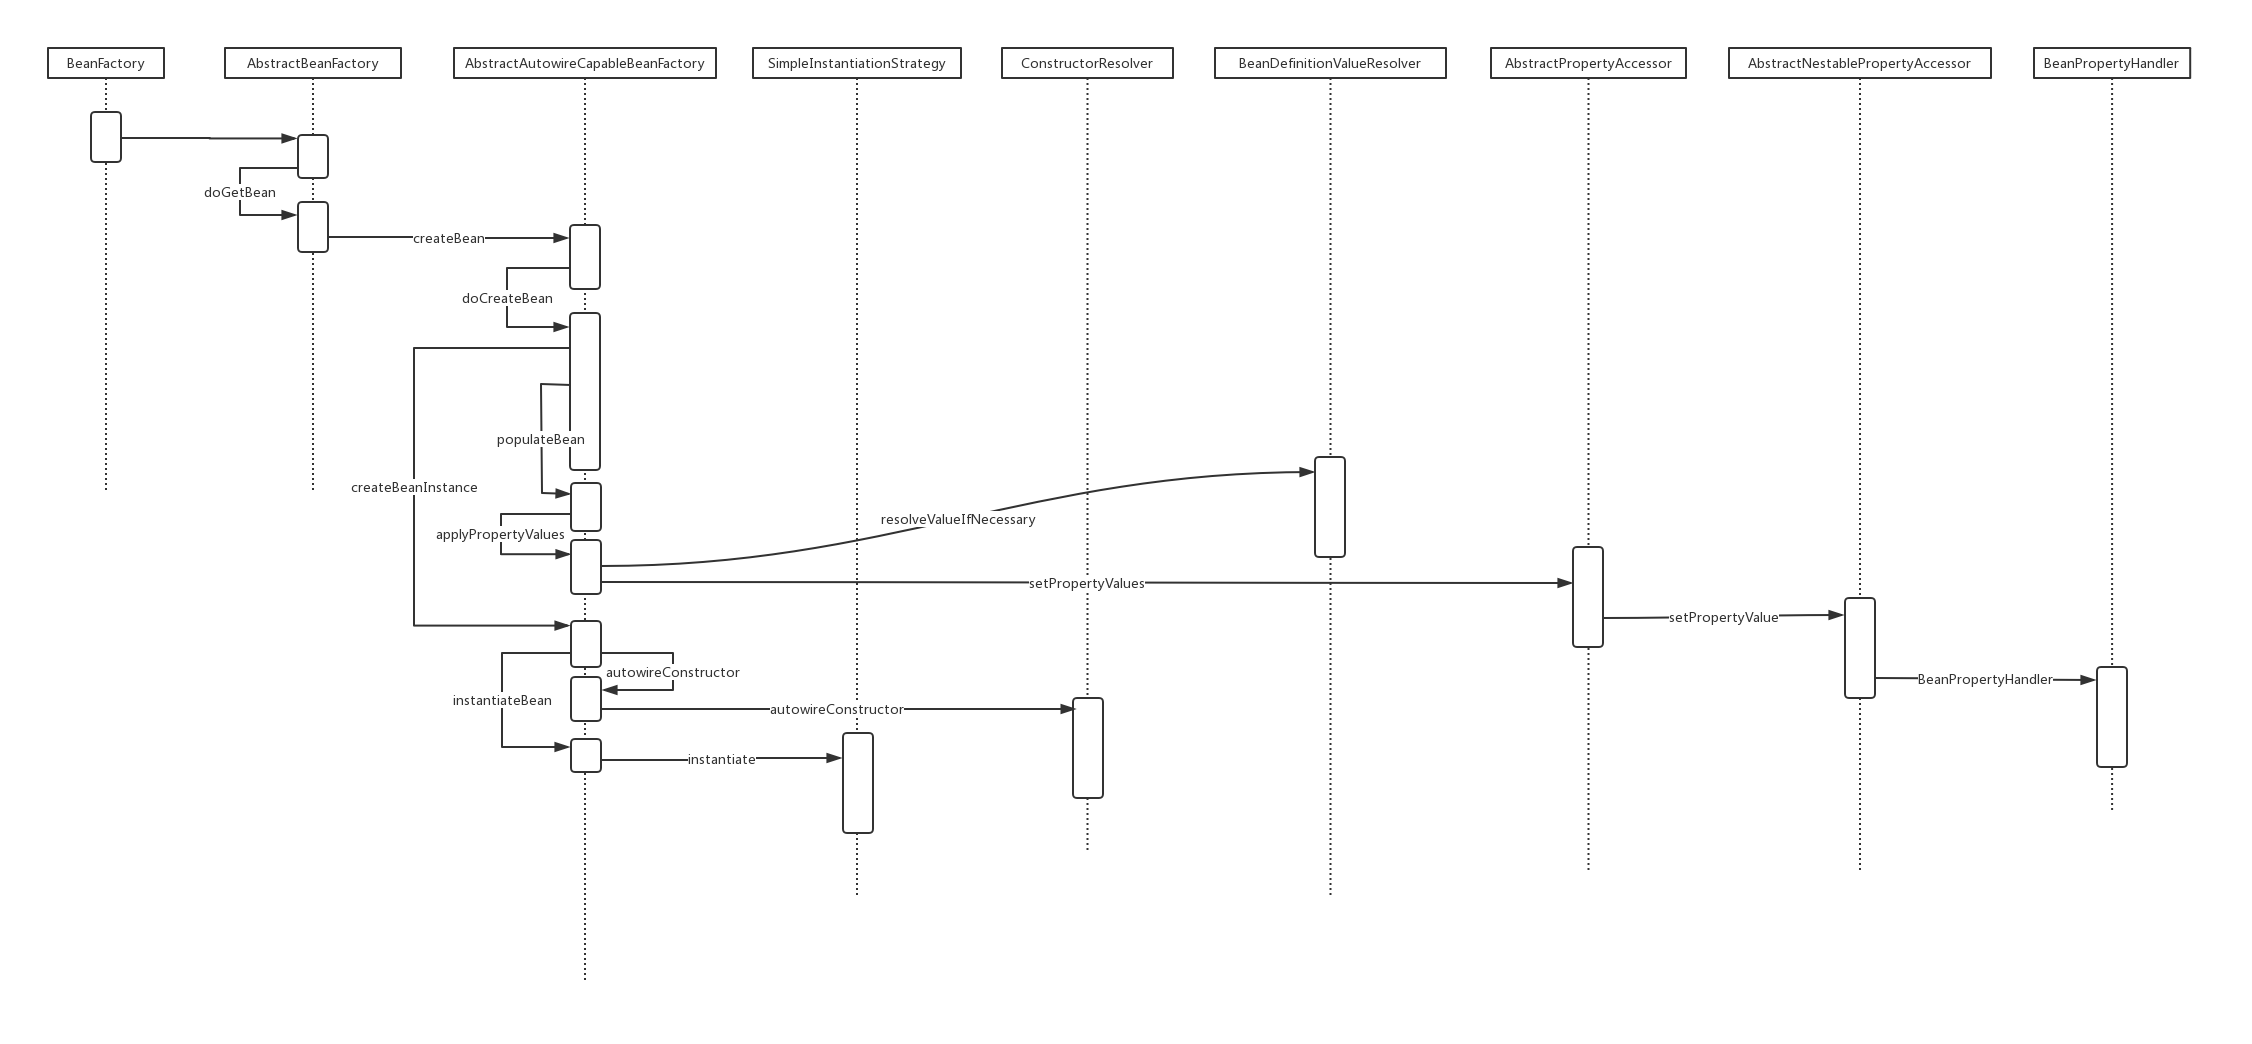 BeanFactory
AbstractBeanFactory
AbstractAutowireCapableBeanFactory
SimpleInstantiationStrategy
ConstructorResolver
BeanDefinitionValueResolver
AbstractPropertyAccessor
AbstractNestablePropertyAccessor
BeanPropertyHandler
doGetBean
createBean
doCreateBean
populateBean
createBeanInstance
resolveValueIfNecessary
applyPropertyValues
setPropertyValues
setPropertyValue
autowireConstructor
BeanPropertyHandler
instantiateBean
autowireConstructor
instantiate